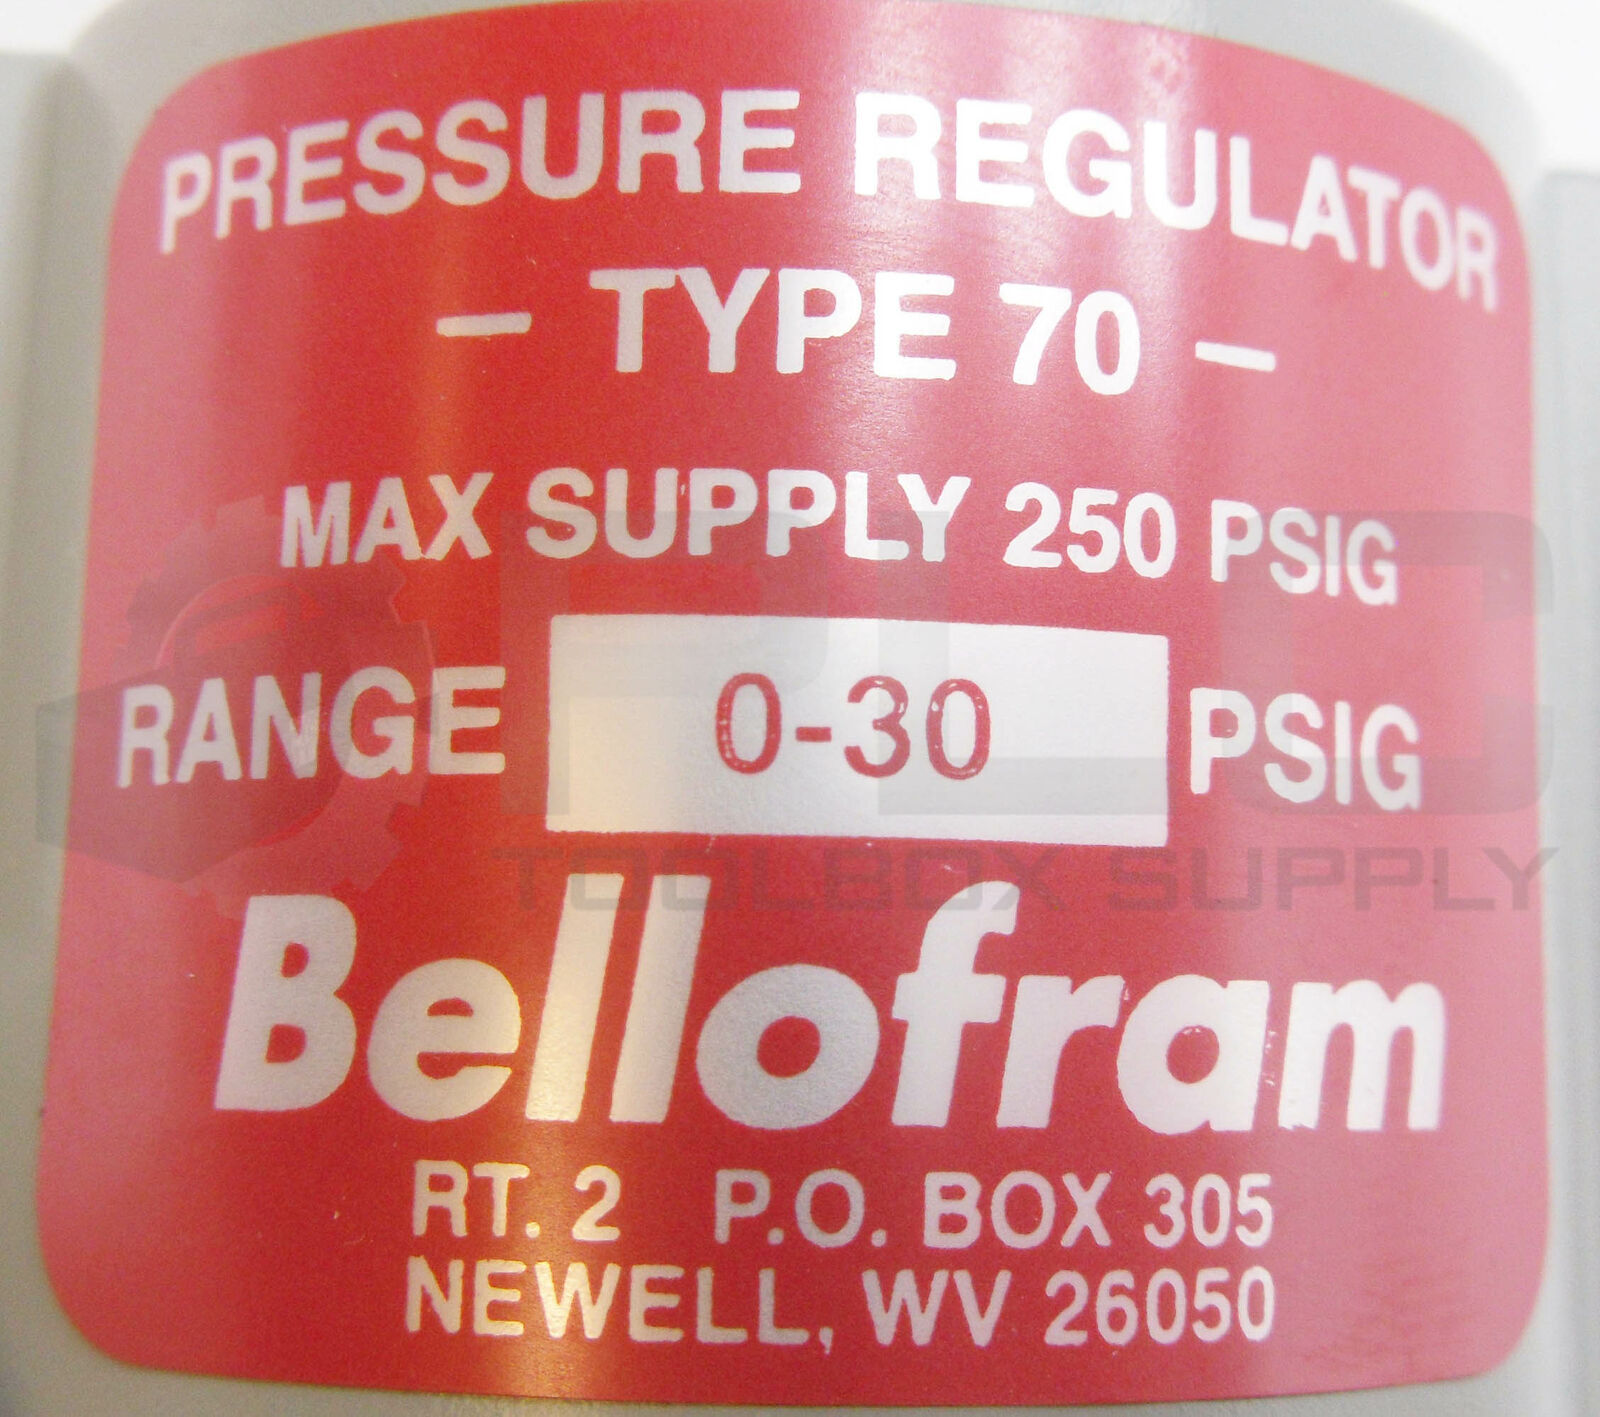 PRESSURE REGULATOR
- TYPE 70 -
MAX SUPPLY 250 PSIG
RANGE 0-30 PSIG
Bellofram
RT. 2 P.O. BOX 305
NEWELL, WV 26050
PLC
TOOLBOX SUPPLY